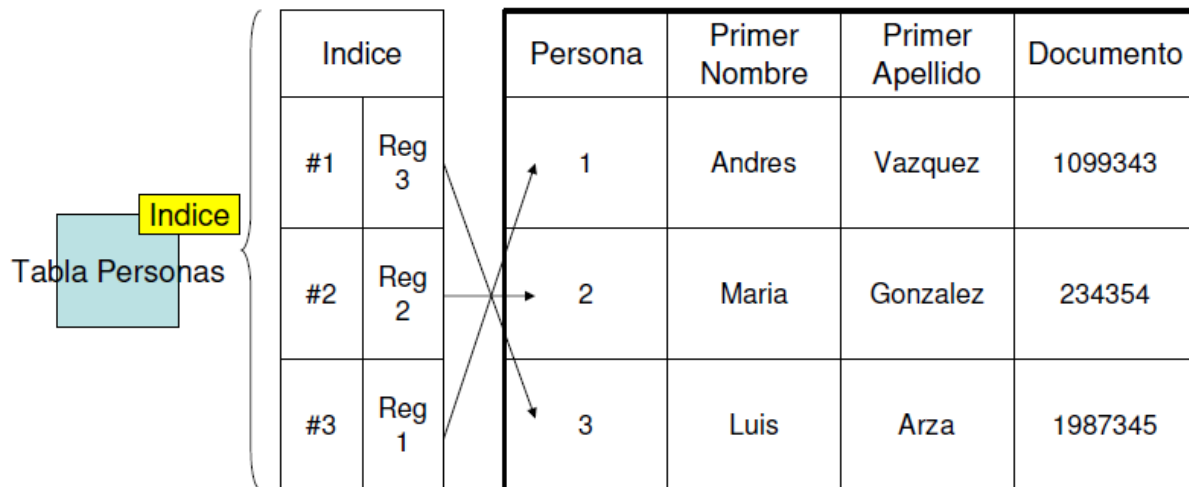 Indice
Persona
Primer
Nombre
Primer
Apellido
Documento
#1
Reg
3
1
Andres
Vazquez
1099343
Indice
Tabla Personas
#2
Reg
2
2
Maria
Gonzalez
234354
#3
Reg
1
3
Luis
Arza
1987345